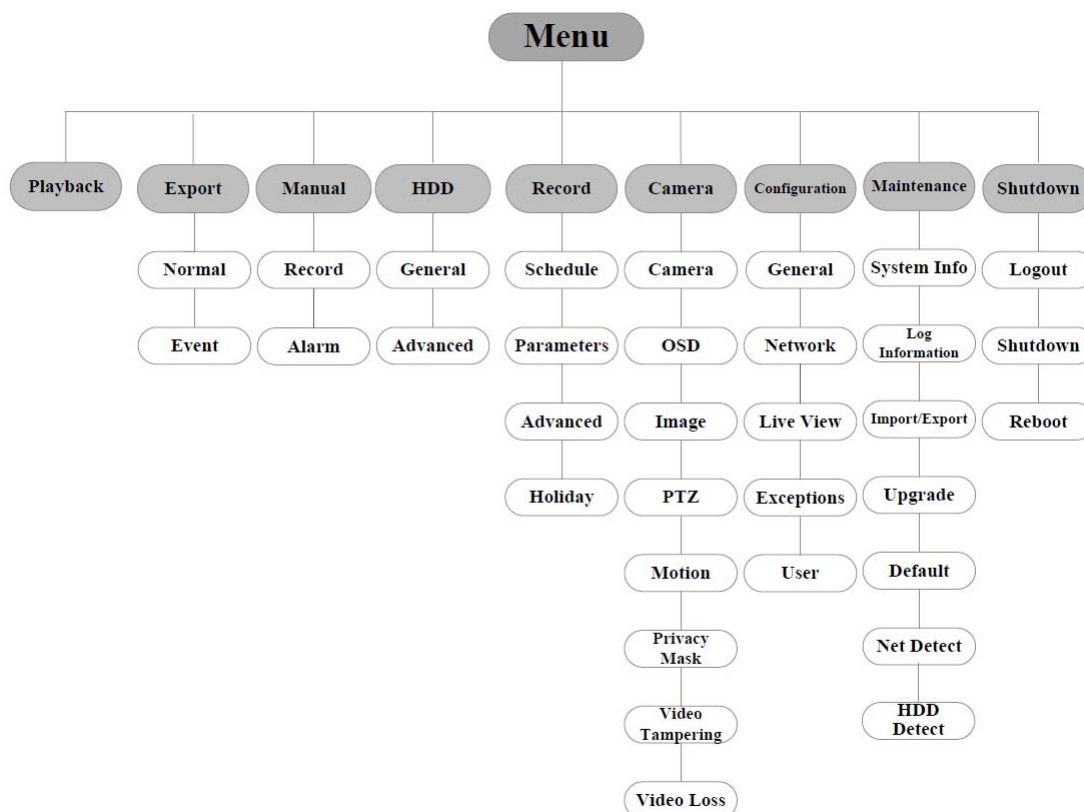 Menu
Playback
Export
Manual
HDD
Record
Camera
Configuration
Maintenance
Shutdown
Normal
Record
General
Schedule
Camera
General
System Info
Logout
Event
Alarm
Advanced
Parameters
OSD
Network
Log
Information
Shutdown
Advanced
Image
Live View
Import/Export
Reboot
Holiday
PTZ
Exceptions
Upgrade
Motion
User
Default
Privacy
Mask
Net Detect
Video
Tampering
HDD
Detect
Video Loss